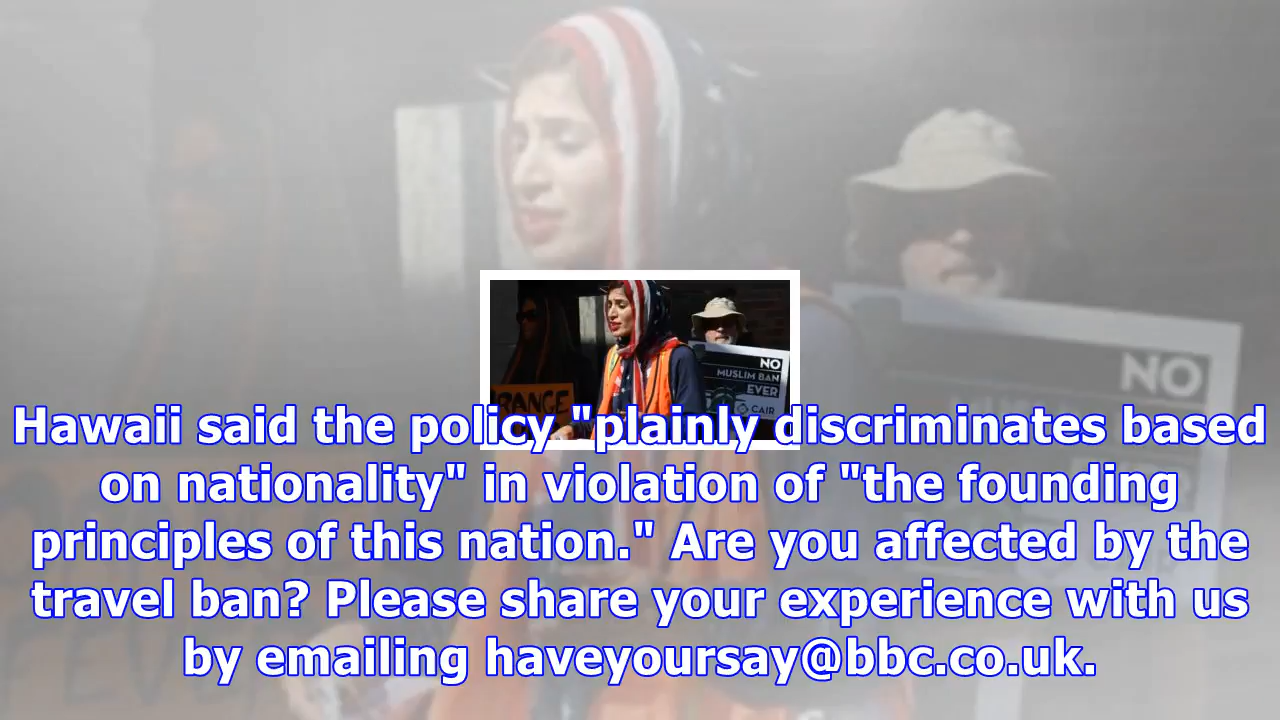 NO
MUSLIM BAN
EVER
CAIR
Hawaii said the policy "plainly discriminates based
on nationality" in violation of "the founding
principles of this nation." Are you affected by the
travel ban? Please share your experience with us
by emailing haveyoursay@bbc.co.uk.